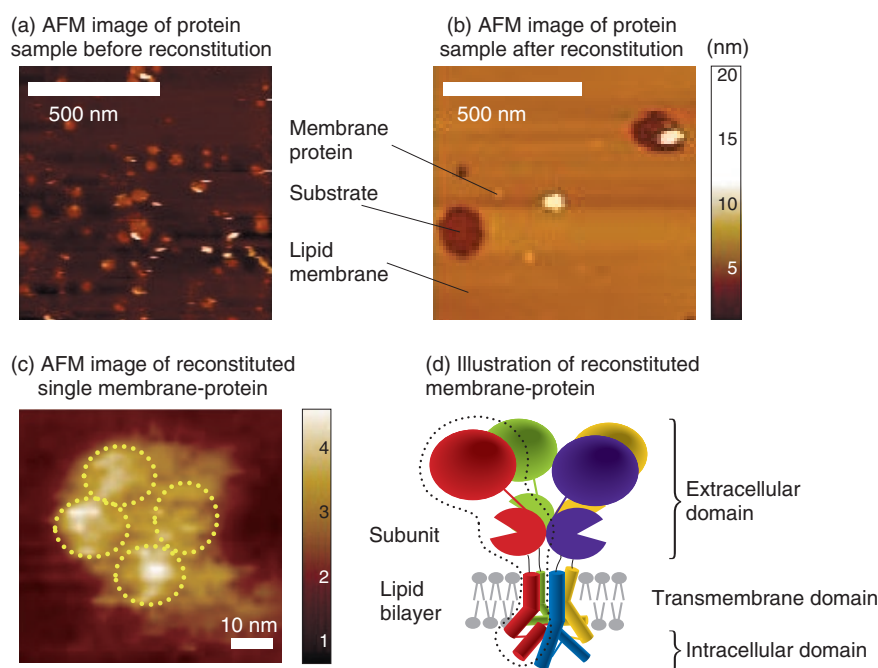 (a) AFM image of protein
sample before reconstitution
(b) AFM image of protein
sample after reconstitution
(nm)
500 nm
500 nm
Membrane
protein
Substrate
Lipid
membrane
20
15
10
5
(c) AFM image of reconstituted
single membrane-protein
(d) Illustration of reconstituted
membrane-protein
4
3
2
1
10 nm
Subunit
Lipid
bilayer
Extracellular
domain
Transmembrane domain
Intracellular domain